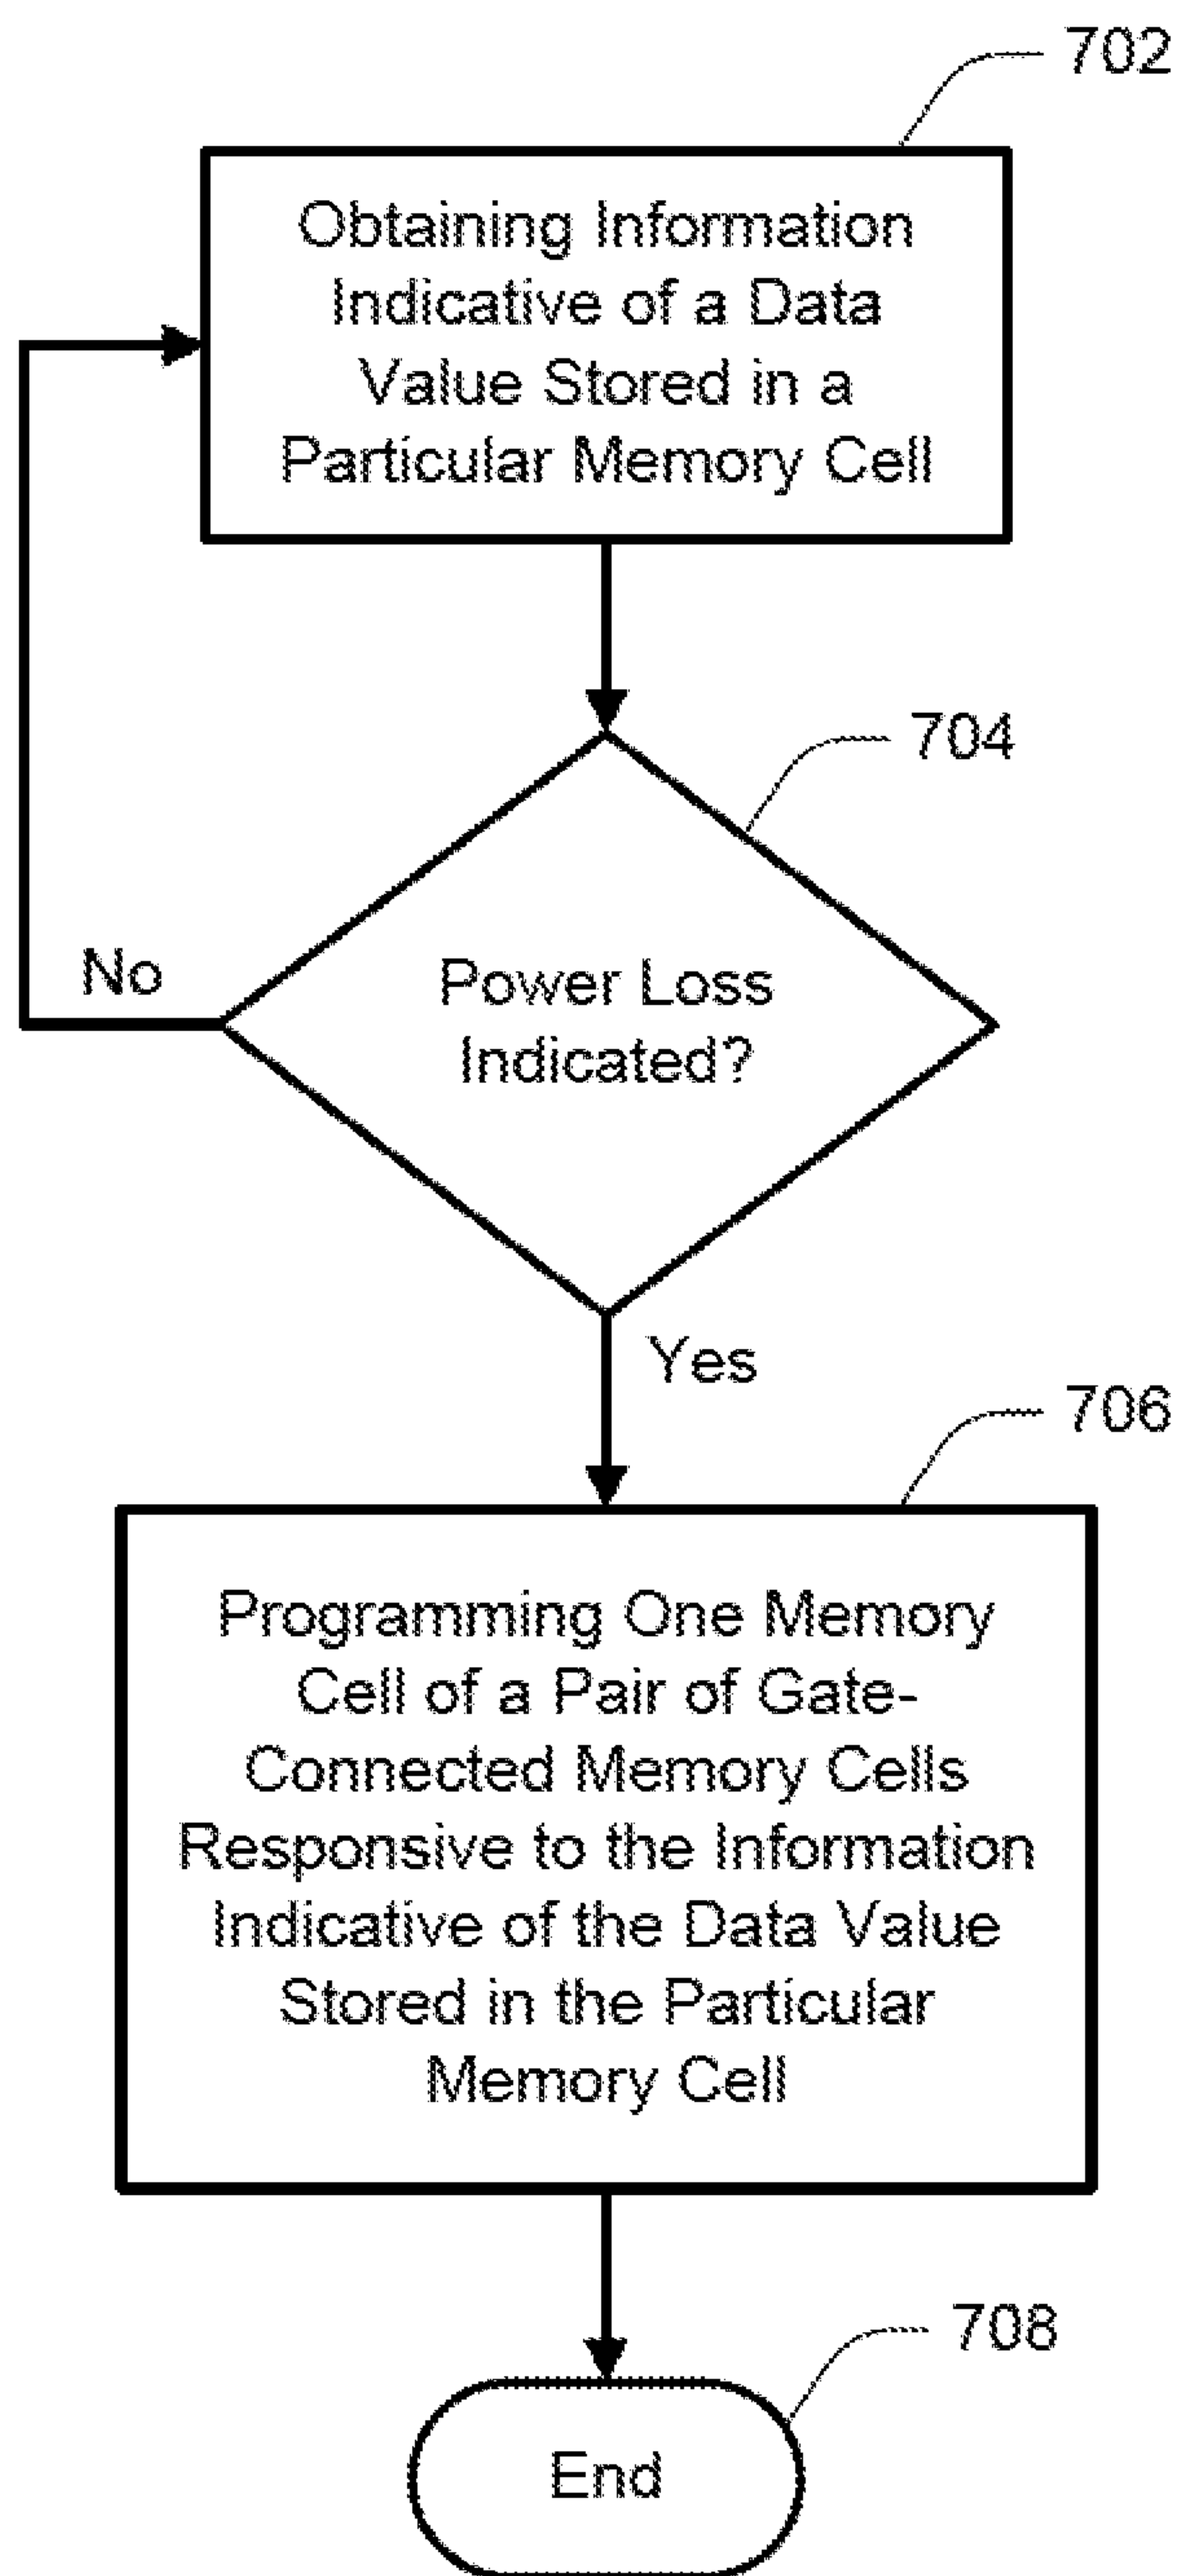 702
Obtaining Information
Indicative of a Data
Value Stored in a
Particular Memory Cell
704
No
Power Loss
Indicated?
Yes
706
Programming One Memory
Cell of a Pair of Gate-
Connected Memory Cells
Responsive to the Information
Indicative of the Data Value
Stored in the Particular
Memory Cell
708
End